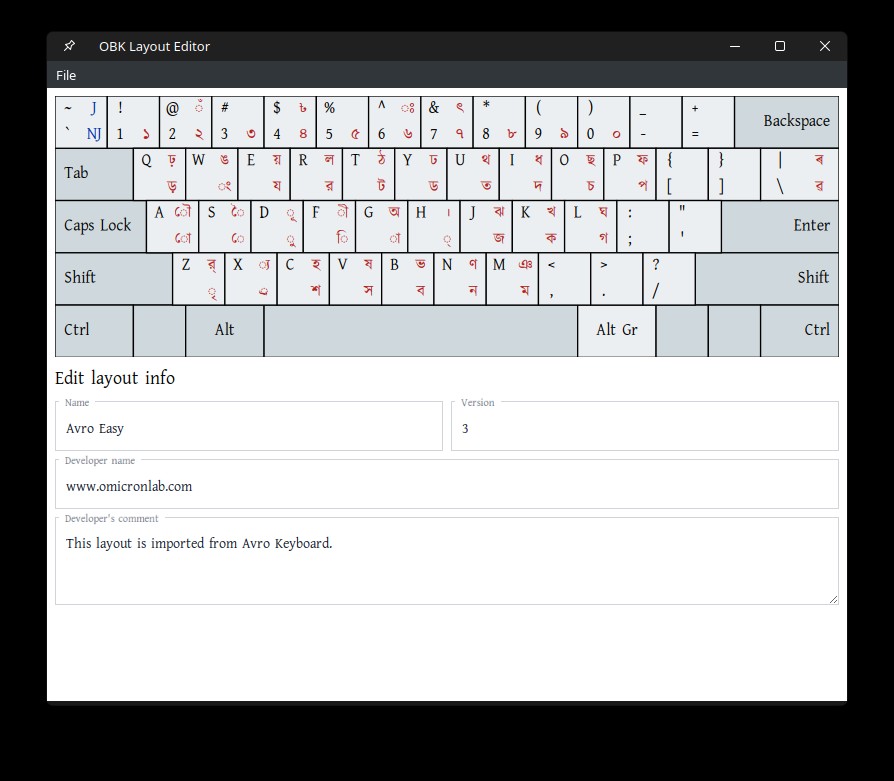 OBK Layout Editor
File
~ J ! @ ঁ # $ ৳ % ^ ঃ & ৎ * ( ) _ +
` NJ 1 ১ 2 ২ 3 ৩ 4 ৪ 5 ৫ 6 ৬ 7 ৭ 8 ৮ 9 ৯ 0 ০ - = Backspace
Q ঢ় W ঙ E য় R ল T ঠ Y ঢ U থ I ধ O ছ P ফ { } | ৰ
Tab ড় ং য র ট ড ত দ চ প [ ] \ ৱ
A ৌ S ৈ D ূ F ী G অ H । J ঝ K খ L ঘ : "
Caps Lock ো ে ু ি া ্ জ ক গ ; ' Enter
Z র্ X ্য C হ V ষ B ভ N ণ M ঞ < > ?
Shift ৃ শ স ব ন ম , . / Shift
Ctrl Alt Alt Gr Ctrl
Edit layout info
Name Version
Avro Easy 3
Developer name
www.omicronlab.com
Developer's comment
This layout is imported from Avro Keyboard.